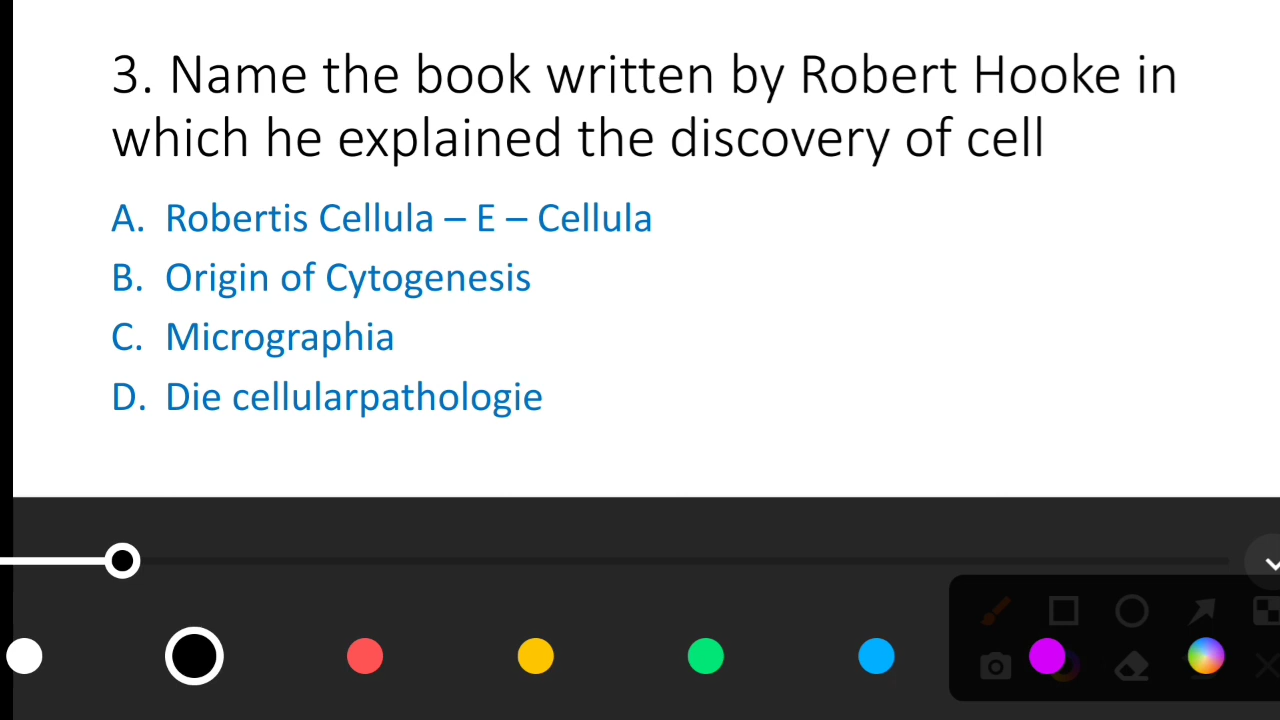 3. Name the book written by Robert Hooke in
which he explained the discovery of cell
A. Robertis Cellula – E – Cellula
B. Origin of Cytogenesis
C. Micrographia
D. Die cellularpathologie